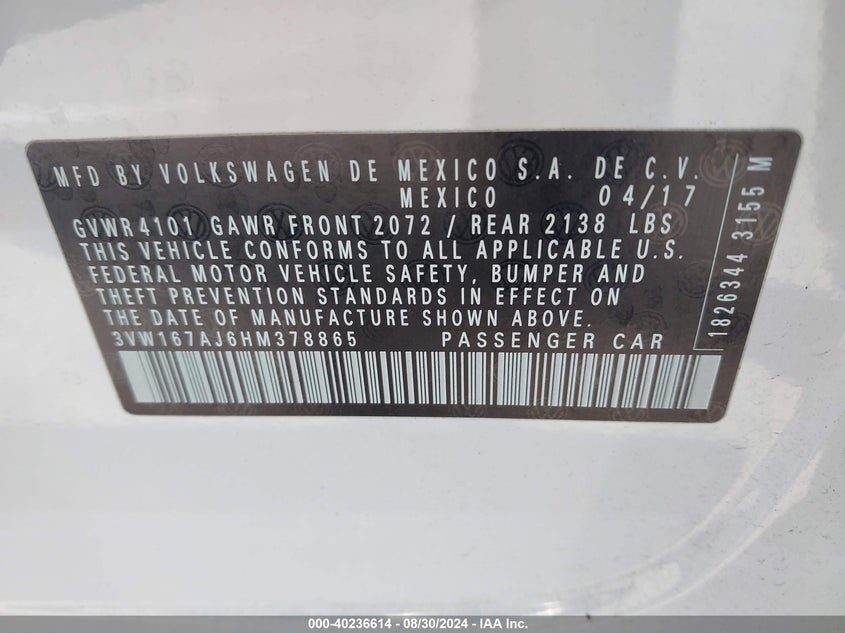 MFD BY VOLKSWAGEN DE MEXICO S.A. DE C.V.
MEXICO 04/17
GVWR 4101 GAWR FRONT 2072 / REAR 2138 LBS
THIS VEHICLE CONFORMS TO ALL APPLICABLE U.S.
FEDERAL MOTOR VEHICLE SAFETY, BUMPER AND
THEFT PREVENTION STANDARDS IN EFFECT ON
THE DATE OF MANUFACTURE SHOWN ABOVE.
3VW167AJ6HM378865 PASSENGER CAR
1826344 3155 M
000-40236614 - 08/30/2024 - IAA Inc.